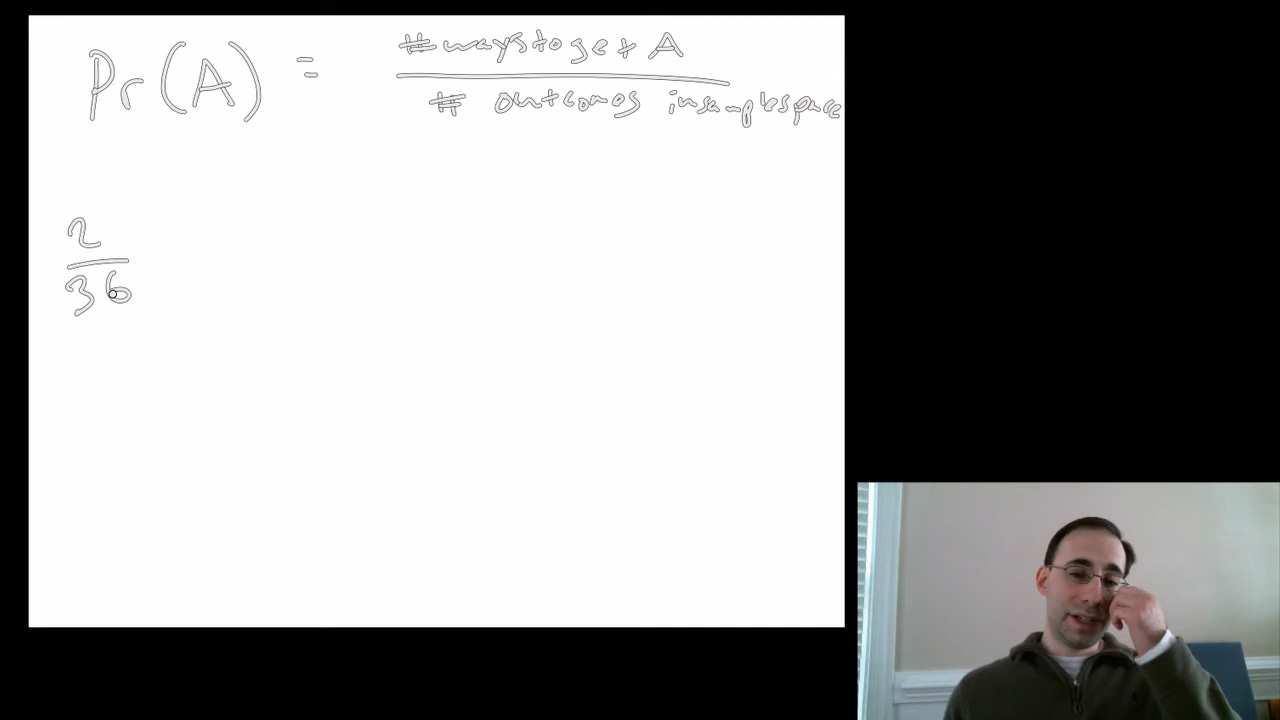 Pr(A) = # ways to get A
# outcomes in sample space
2
36